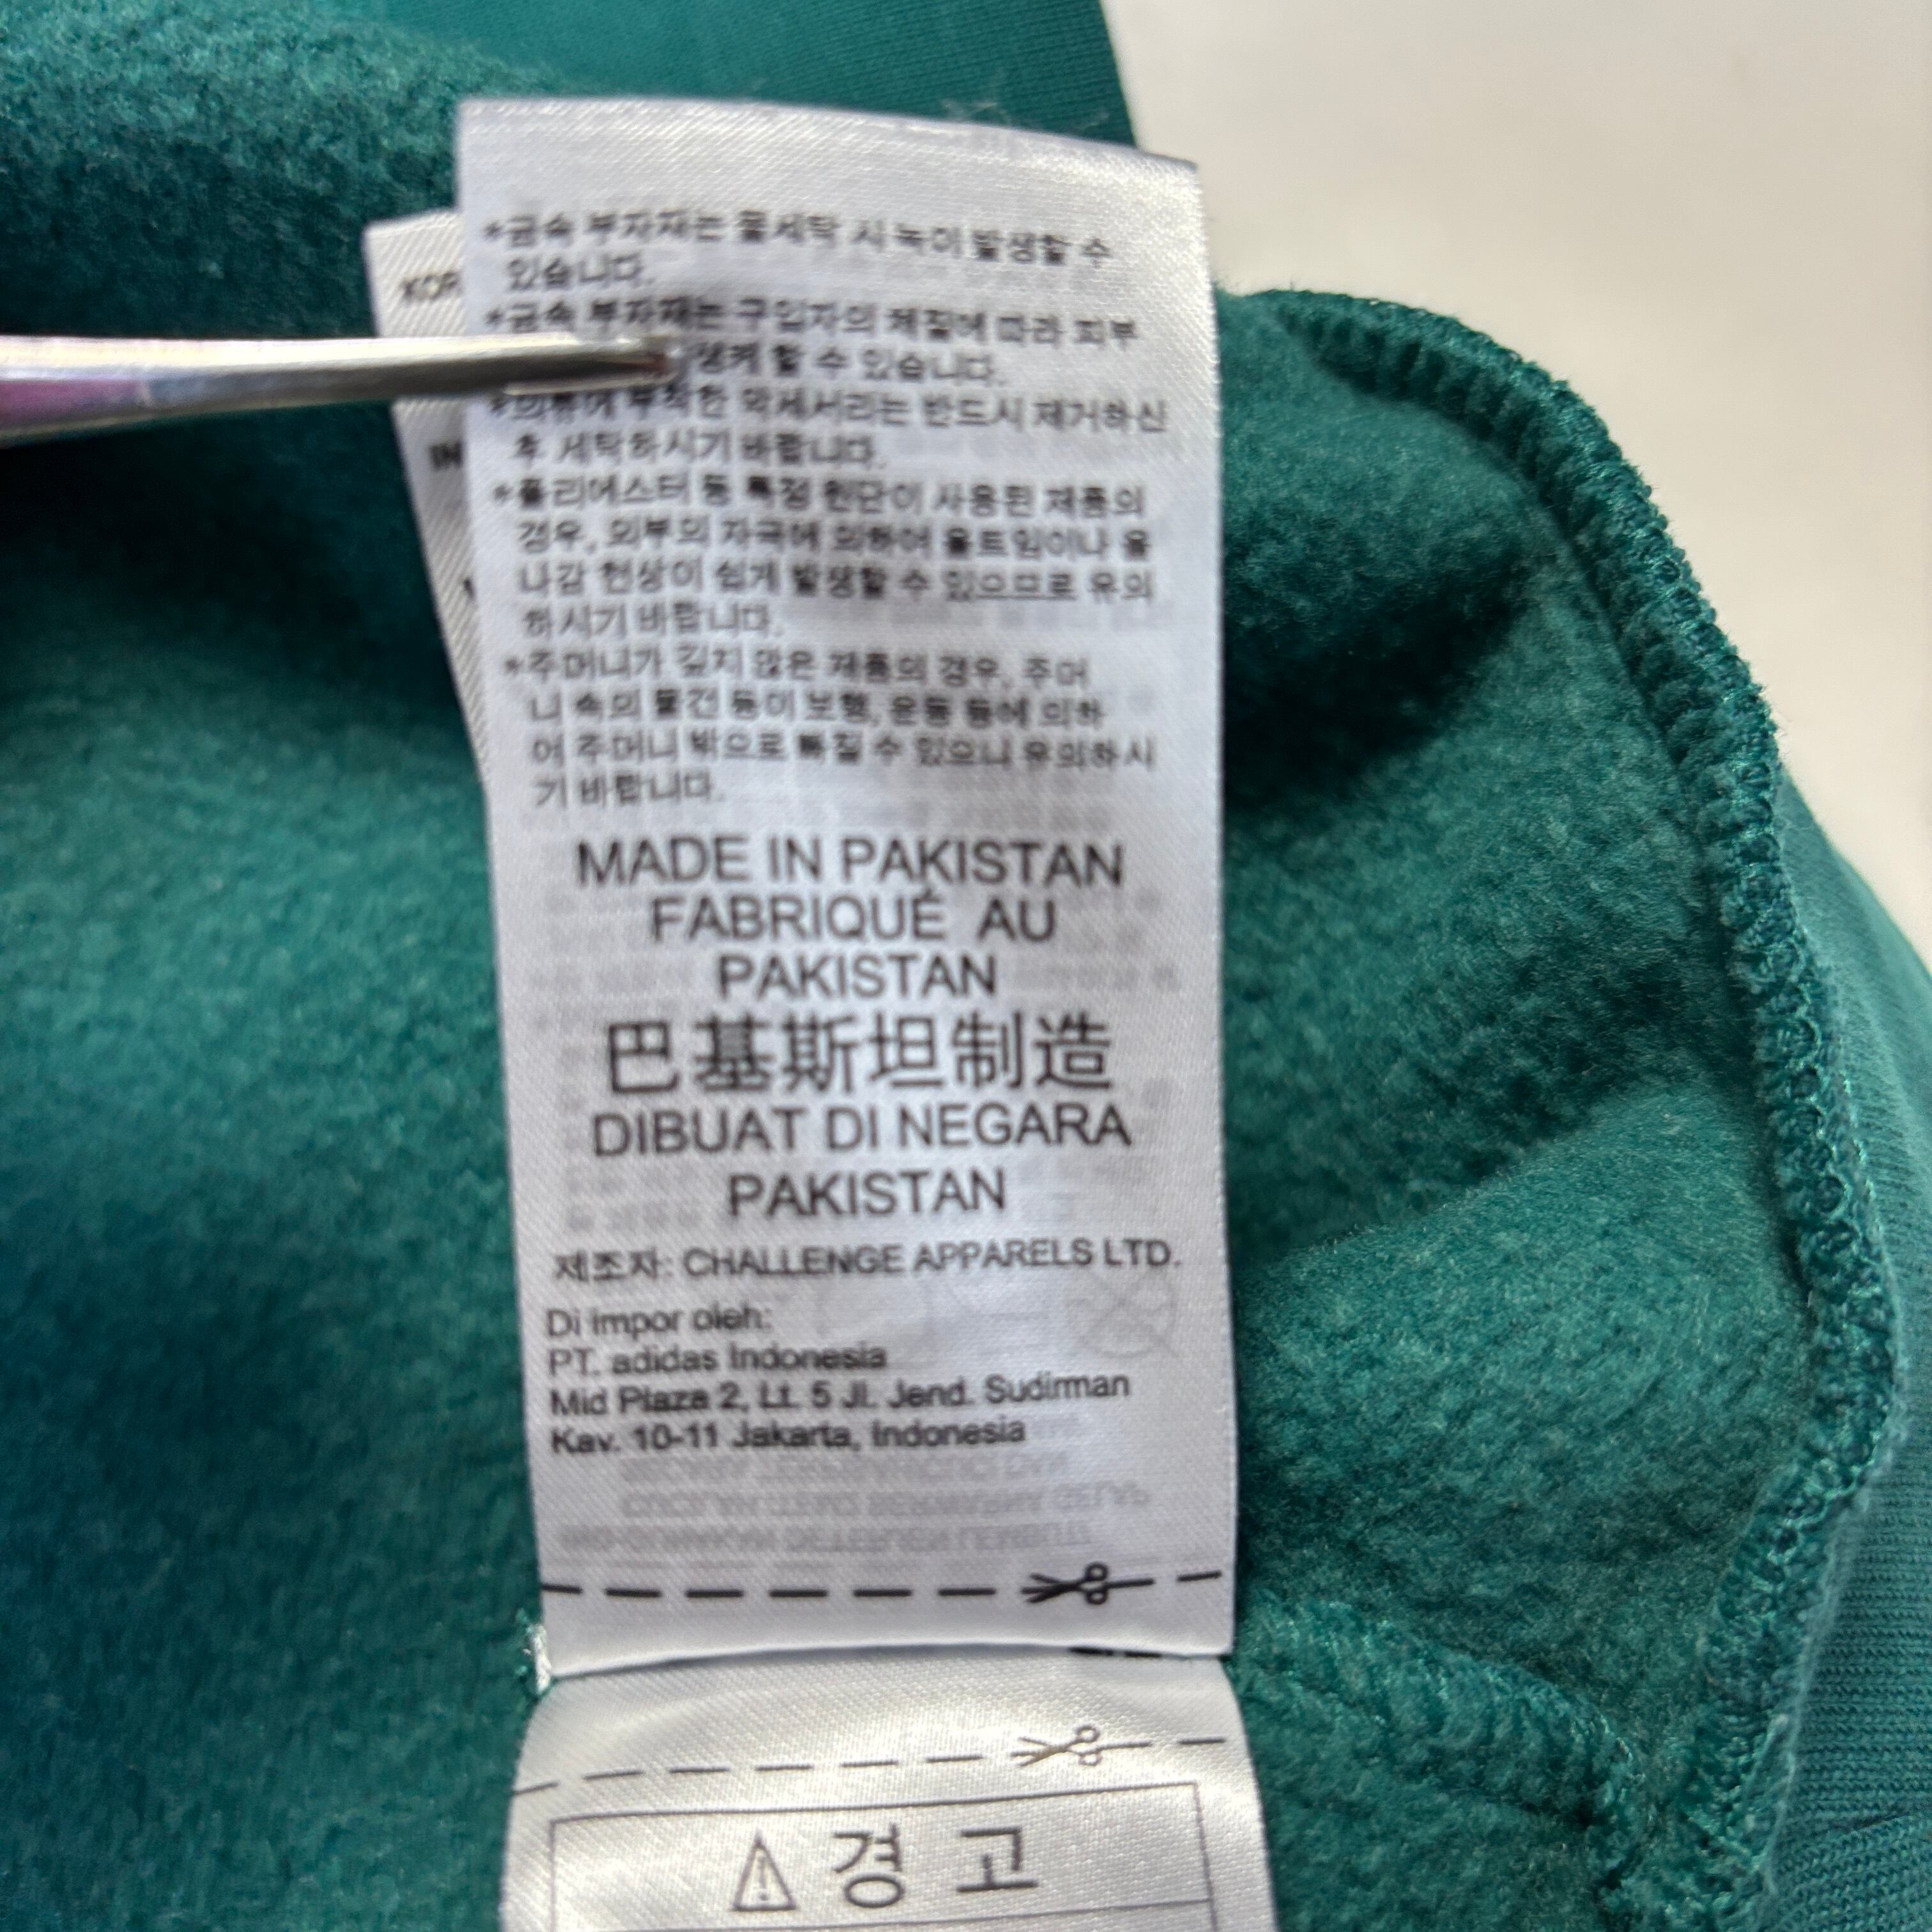 *금속 부자재는 물세탁 시 녹이 발생할 수
있습니다.
*금속 부자재는 구입자의 체질에 따라 피부
할 수 있습니다.
부착한 악세서리는 반드시 제거하신
후 세탁하시기 바랍니다.
*폴리에스터 등 특정 원단이 사용된 제품의
경우, 외부의 자극에 의하여 올트임이나 올
나감 현상이 쉽게 발생할 수 있으므로 유의
하시기 바랍니다.
*주머니가 깊지 않은 제품의 경우, 주머
니 속의 물건 등이 보행, 운동 등에 의하
여 주머니 밖으로 빠질 수 있으니 유의하시
기 바랍니다.
MADE IN PAKISTAN
FABRIQUÉ AU
PAKISTAN
巴基斯坦制造
DIBUAT DI NEGARA
PAKISTAN
제조자: CHALLENGE APPARELS LTD.
Di impor oleh:
PT. adidas Indonesia
Mid Plaza 2, Lt. 5 Jl. Jend. Sudirman
Kav. 10-11 Jakarta, Indonesia
경 고